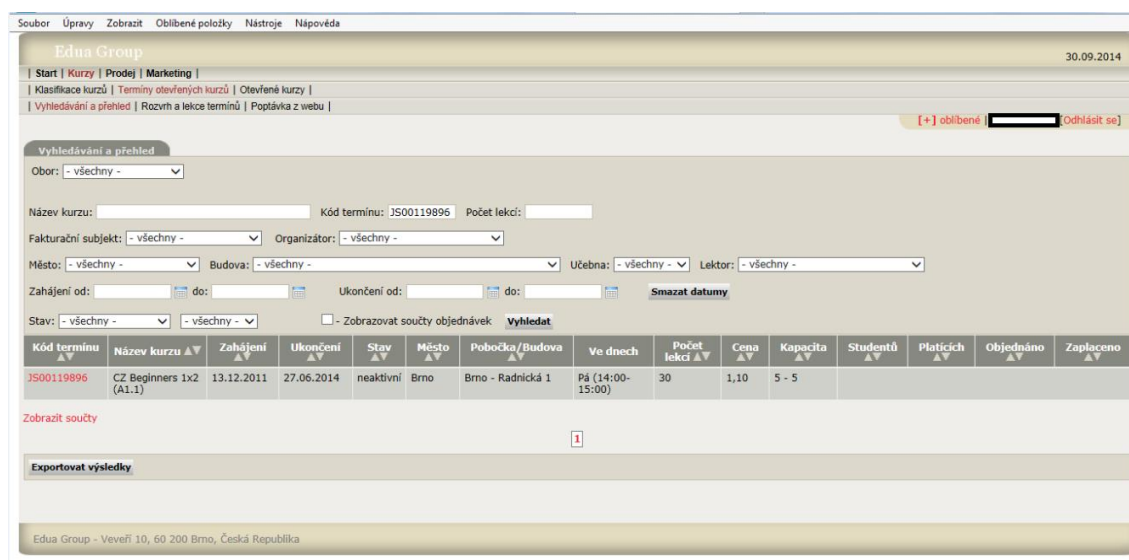 Soubor Úpravy Zobrazit Oblíbené položky Nástroje Nápověda
Edua Group
30.09.2014
| Start | Kurzy | Prodej | Marketing |
| Klasifikace kurzů | Termíny otevřených kurzů | Otevřené kurzy |
| Vyhledávání a přehled | Rozvrh a lekce termínů | Poptávka z webu |
[+] oblíbené | [Odhlásit se]
Vyhledávání a přehled
Obor: - všechny -
Název kurzu: Kód termínu: JS00119896 Počet lekcí:
Fakturační subjekt: - všechny - Organizátor: - všechny -
Město: - všechny - Budova: - všechny - Učebna: - všechny - Lektor: - všechny -
Zahájení od: do: Ukončení od: do: Smazat datumy
Stav: - všechny - - všechny - - Zobrazovat součty objednávek Vyhledat
Kód termínu ▲▼ Název kurzu ▲▼ Zahájení ▲▼ Ukončení ▲▼ Stav ▲▼ Město ▲▼ Pobočka/Budova ▲▼ Ve dnech Počet lekcí ▲▼ Cena ▲▼ Kapacita ▲▼ Studentů ▲▼ Platících ▲▼ Objednáno ▲▼ Zaplaceno ▲▼
JS00119896 CZ Beginners 1x2 13.12.2011 27.06.2014 neaktivní Brno Brno - Radnická 1 Pá (14:00- 30 1,10 5 - 5
(A1.1) 15:00)
Zobrazit součty
1
Exportovat výsledky
Edua Group - Veveří 10, 60 200 Brno, Česká Republika